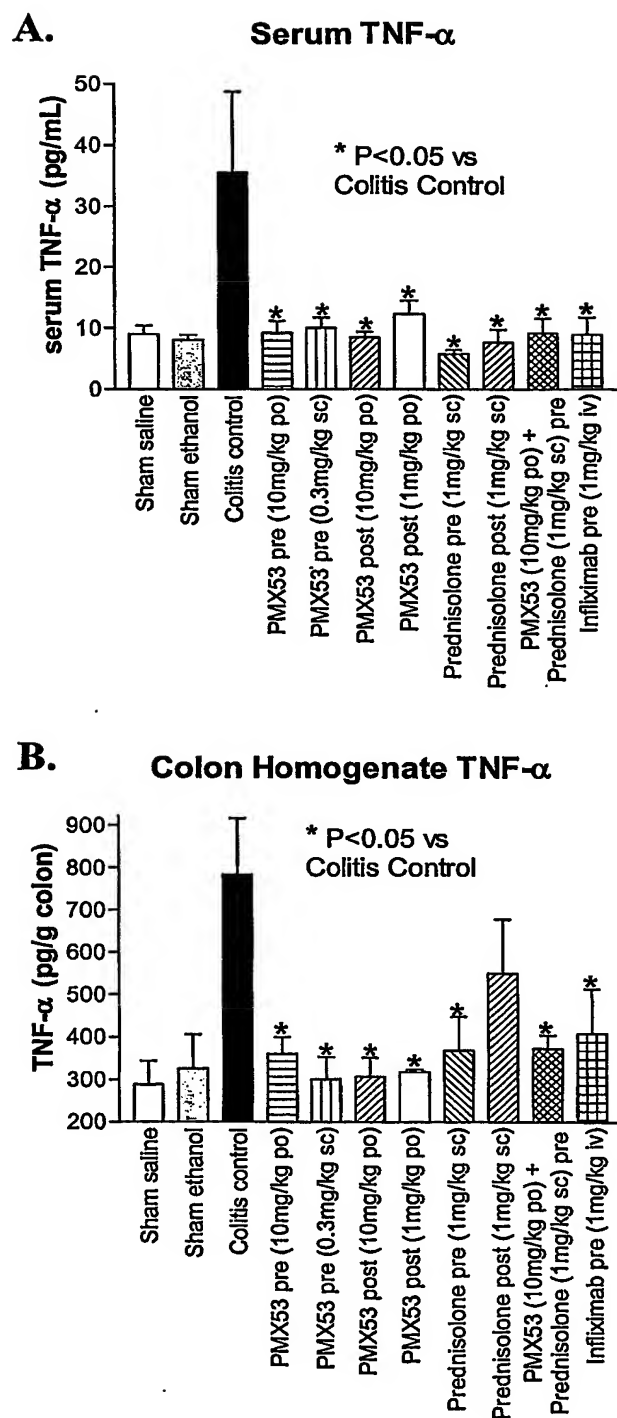 A. Serum TNF-α
50
40
30
20
10
0
serum TNF-α (pg/mL)
* P<0.05 vs
Colitis Control
* * * * * * * *
Sham saline
Sham ethanol
Colitis control
PMX53 pre (10mg/kg po)
PMX53 pre (0.3mg/kg sc)
PMX53 post (10mg/kg po)
PMX53 post (1mg/kg po)
Prednisolone pre (1mg/kg sc)
Prednisolone post (1mg/kg sc)
PMX53 (10mg/kg po) +
Prednisolone (1mg/kg sc) pre
Infliximab pre (1mg/kg iv)
B. Colon Homogenate TNF-α
900
800
700
600
500
400
300
200
TNF-α (pg/g colon)
* P<0.05 vs
Colitis Control
* * * * * * *
Sham saline
Sham ethanol
Colitis control
PMX53 pre (10mg/kg po)
PMX53 pre (0.3mg/kg sc)
PMX53 post (10mg/kg po)
PMX53 post (1mg/kg po)
Prednisolone pre (1mg/kg sc)
Prednisolone post (1mg/kg sc)
PMX53 (10mg/kg po) +
Prednisolone (1mg/kg sc) pre
Infliximab pre (1mg/kg iv)